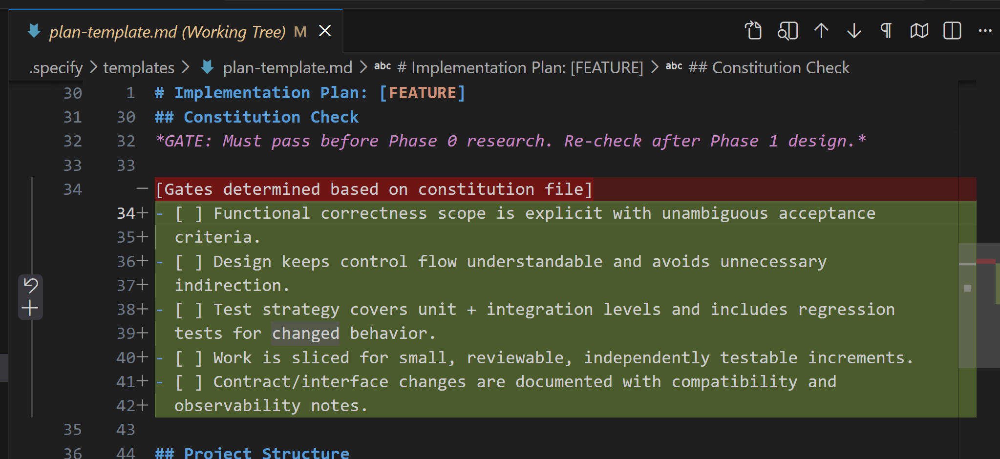 plan-template.md (Working Tree) M
.specify > templates > plan-template.md > abc # Implementation Plan: [FEATURE] > abc ## Constitution Check
30 1 # Implementation Plan: [FEATURE]
31 30 ## Constitution Check
32 32 *GATE: Must pass before Phase 0 research. Re-check after Phase 1 design.*
33 33
34 — [Gates determined based on constitution file]
34+ - [ ] Functional correctness scope is explicit with unambiguous acceptance
35+ criteria.
36+ - [ ] Design keeps control flow understandable and avoids unnecessary
37+ indirection.
38+ - [ ] Test strategy covers unit + integration levels and includes regression
39+ tests for changed behavior.
40+ - [ ] Work is sliced for small, reviewable, independently testable increments.
41+ - [ ] Contract/interface changes are documented with compatibility and
42+ observability notes.
35 43
36 44 ## Project Structure